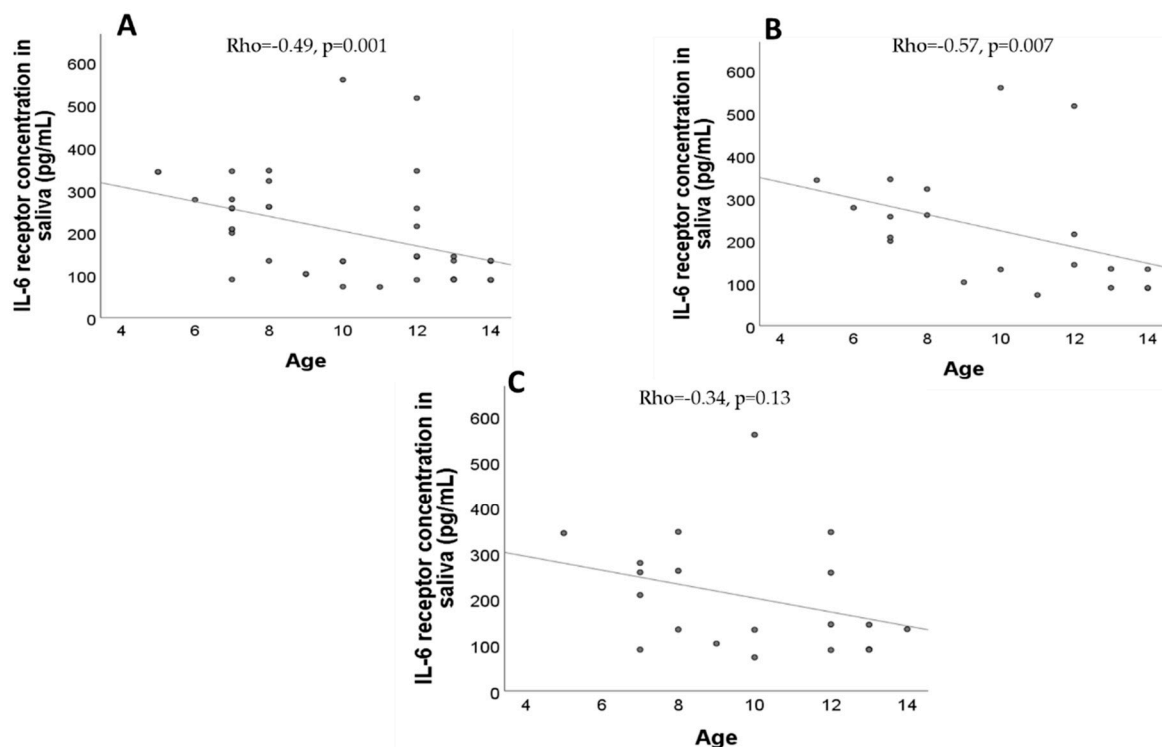 A
Rho=-0.49, p=0.001
IL-6 receptor concentration in
saliva (pg/mL)
600
500
400
300
200
100
0
4 6 8 10 12 14
Age
B
Rho=-0.57, p=0.007
IL-6 receptor concentration in
saliva (pg/mL)
600
500
400
300
200
100
0
4 6 8 10 12 14
Age
C
Rho=-0.34, p=0.13
IL-6 receptor concentration in
saliva (pg/mL)
600
500
400
300
200
100
0
4 6 8 10 12 14
Age